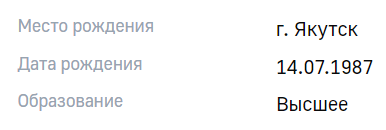 Место рождения г. Якутск
Дата рождения 14.07.1987
Образование Высшее